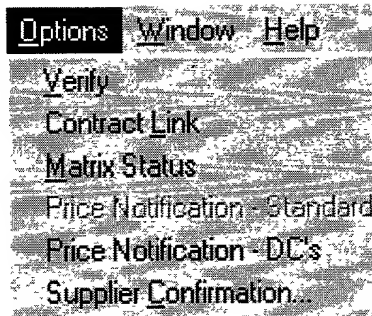 Options Window Help
Verify
Contract Link
Matrix Status
Price Notification - Standard
Price Notification - DC's
Supplier Confirmation...